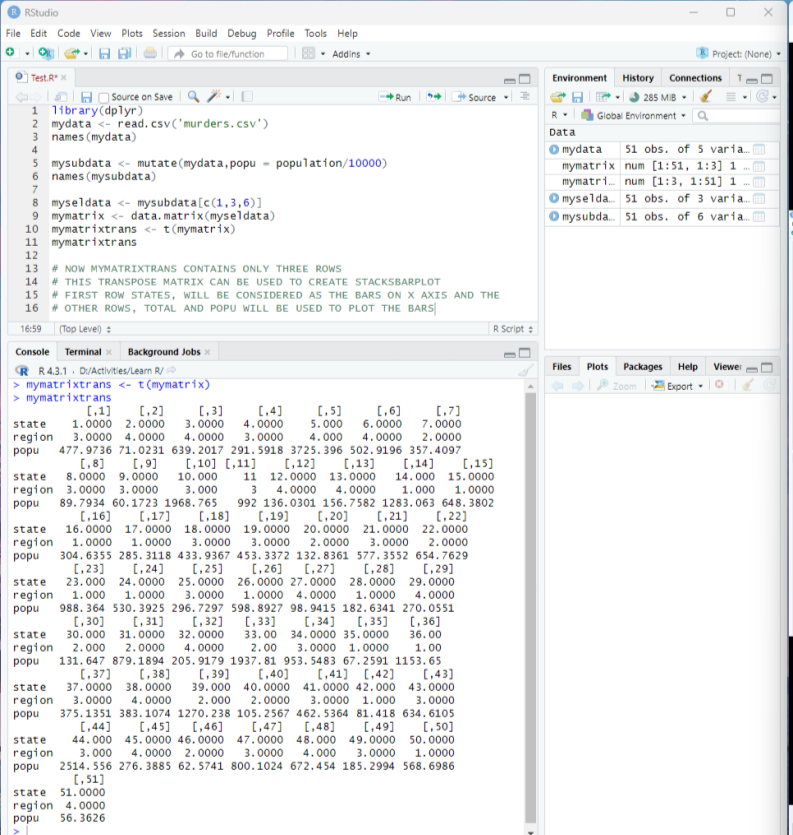 RStudio
File Edit Code View Plots Session Build Debug Profile Tools Help
Go to file/function Addins Project: (None)
Test.R*
Source on Save Run Source
1 library(dplyr)
2 mydata <- read.csv('murders.csv')
3 names(mydata)
4
5 mysubdata <- mutate(mydata,popu = population/10000)
6 names(mysubdata)
7
8 myseldata <- mysubdata[c(1,3,6)]
9 mymatrix <- data.matrix(myseldata)
10 mymatrixtrans <- t(mymatrix)
11 mymatrixtrans
12
13 # NOW MYMATRIXTRANS CONTAINS ONLY THREE ROWS
14 # THIS TRANSPOSE MATRIX CAN BE USED TO CREATE STACKSBARPLOT
15 # FIRST ROW STATES, WILL BE CONSIDERED AS THE BARS ON X AXIS AND THE
16 # OTHER ROWS, TOTAL AND POPU WILL BE USED TO PLOT THE BARS
16:59 (Top Level) R Script
Console Terminal Background Jobs
R 4.3.1 · D:/Activities/Learn R/
> mymatrixtrans <- t(mymatrix)
> mymatrixtrans
[,1] [,2] [,3] [,4] [,5] [,6] [,7]
state 1.0000 2.0000 3.0000 4.0000 5.000 6.0000 7.0000
region 3.0000 4.0000 4.0000 3.0000 4.000 4.0000 2.0000
popu 477.9736 71.0231 639.2017 291.5918 3725.396 502.9196 357.4097
[,8] [,9] [,10] [,11] [,12] [,13] [,14] [,15]
state 8.0000 9.0000 10.000 11 12.0000 13.0000 14.000 15.0000
region 3.0000 3.0000 3.000 3 4.0000 4.0000 1.000 1.0000
popu 89.7934 60.1723 1968.765 992 136.0301 156.7582 1283.063 648.3802
[,16] [,17] [,18] [,19] [,20] [,21] [,22]
state 16.0000 17.0000 18.0000 19.0000 20.0000 21.0000 22.0000
region 1.0000 1.0000 3.0000 3.0000 2.0000 3.0000 2.0000
popu 304.6355 285.3118 433.9367 453.3372 132.8361 577.3552 654.7629
[,23] [,24] [,25] [,26] [,27] [,28] [,29]
state 23.000 24.0000 25.0000 26.0000 27.0000 28.0000 29.0000
region 1.000 1.0000 3.0000 1.0000 4.0000 1.0000 4.0000
popu 988.364 530.3925 296.7297 598.8927 98.9415 182.6341 270.0551
[,30] [,31] [,32] [,33] [,34] [,35] [,36]
state 30.000 31.0000 32.0000 33.00 34.0000 35.0000 36.00
region 2.000 2.0000 4.0000 2.00 3.0000 1.0000 1.00
popu 131.647 879.1894 205.9179 1937.81 953.5483 67.2591 1153.65
[,37] [,38] [,39] [,40] [,41] [,42] [,43]
state 37.0000 38.0000 39.000 40.0000 41.0000 42.000 43.0000
region 3.0000 4.0000 2.000 2.0000 3.0000 1.000 3.0000
popu 375.1351 383.1074 1270.238 105.2567 462.5364 81.418 634.6105
[,44] [,45] [,46] [,47] [,48] [,49] [,50]
state 44.000 45.0000 46.0000 47.0000 48.000 49.0000 50.0000
region 3.000 4.0000 2.0000 3.0000 4.000 3.0000 1.0000
popu 2514.556 276.3885 62.5741 800.1024 672.454 185.2994 568.6986
[,51]
state 51.0000
region 4.0000
popu 56.3626
>
Environment History Connections T
285 MiB
R Global Environment
Data
mydata 51 obs. of 5 varia…
mymatrix num [1:51, 1:3] 1 …
mymatri… num [1:3, 1:51] 1 …
myselda… 51 obs. of 3 varia…
mysubda… 51 obs. of 6 varia…
Files Plots Packages Help Viewer
Zoom Export